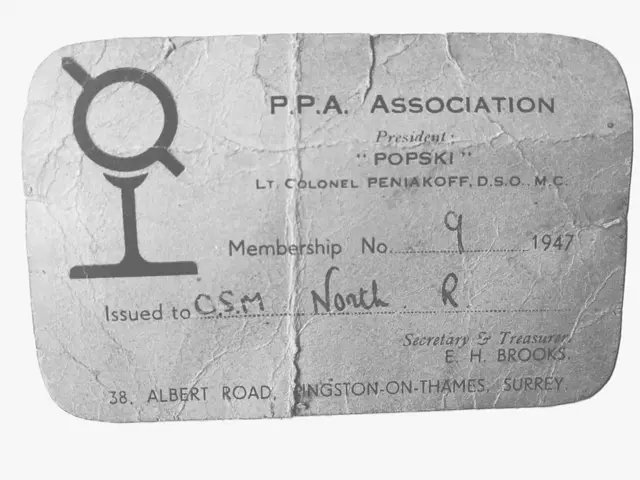 P.P.A. ASSOCIATION
President:
"POPSKI"
LT. COLONEL PENIAKOFF, D.S.O., M.C.
Membership No. 9 1947
Issued to C.S.M North R
Secretary & Treasurer.
E. H. BROOKS.
38, ALBERT ROAD, KINGSTON-ON-THAMES, SURREY.